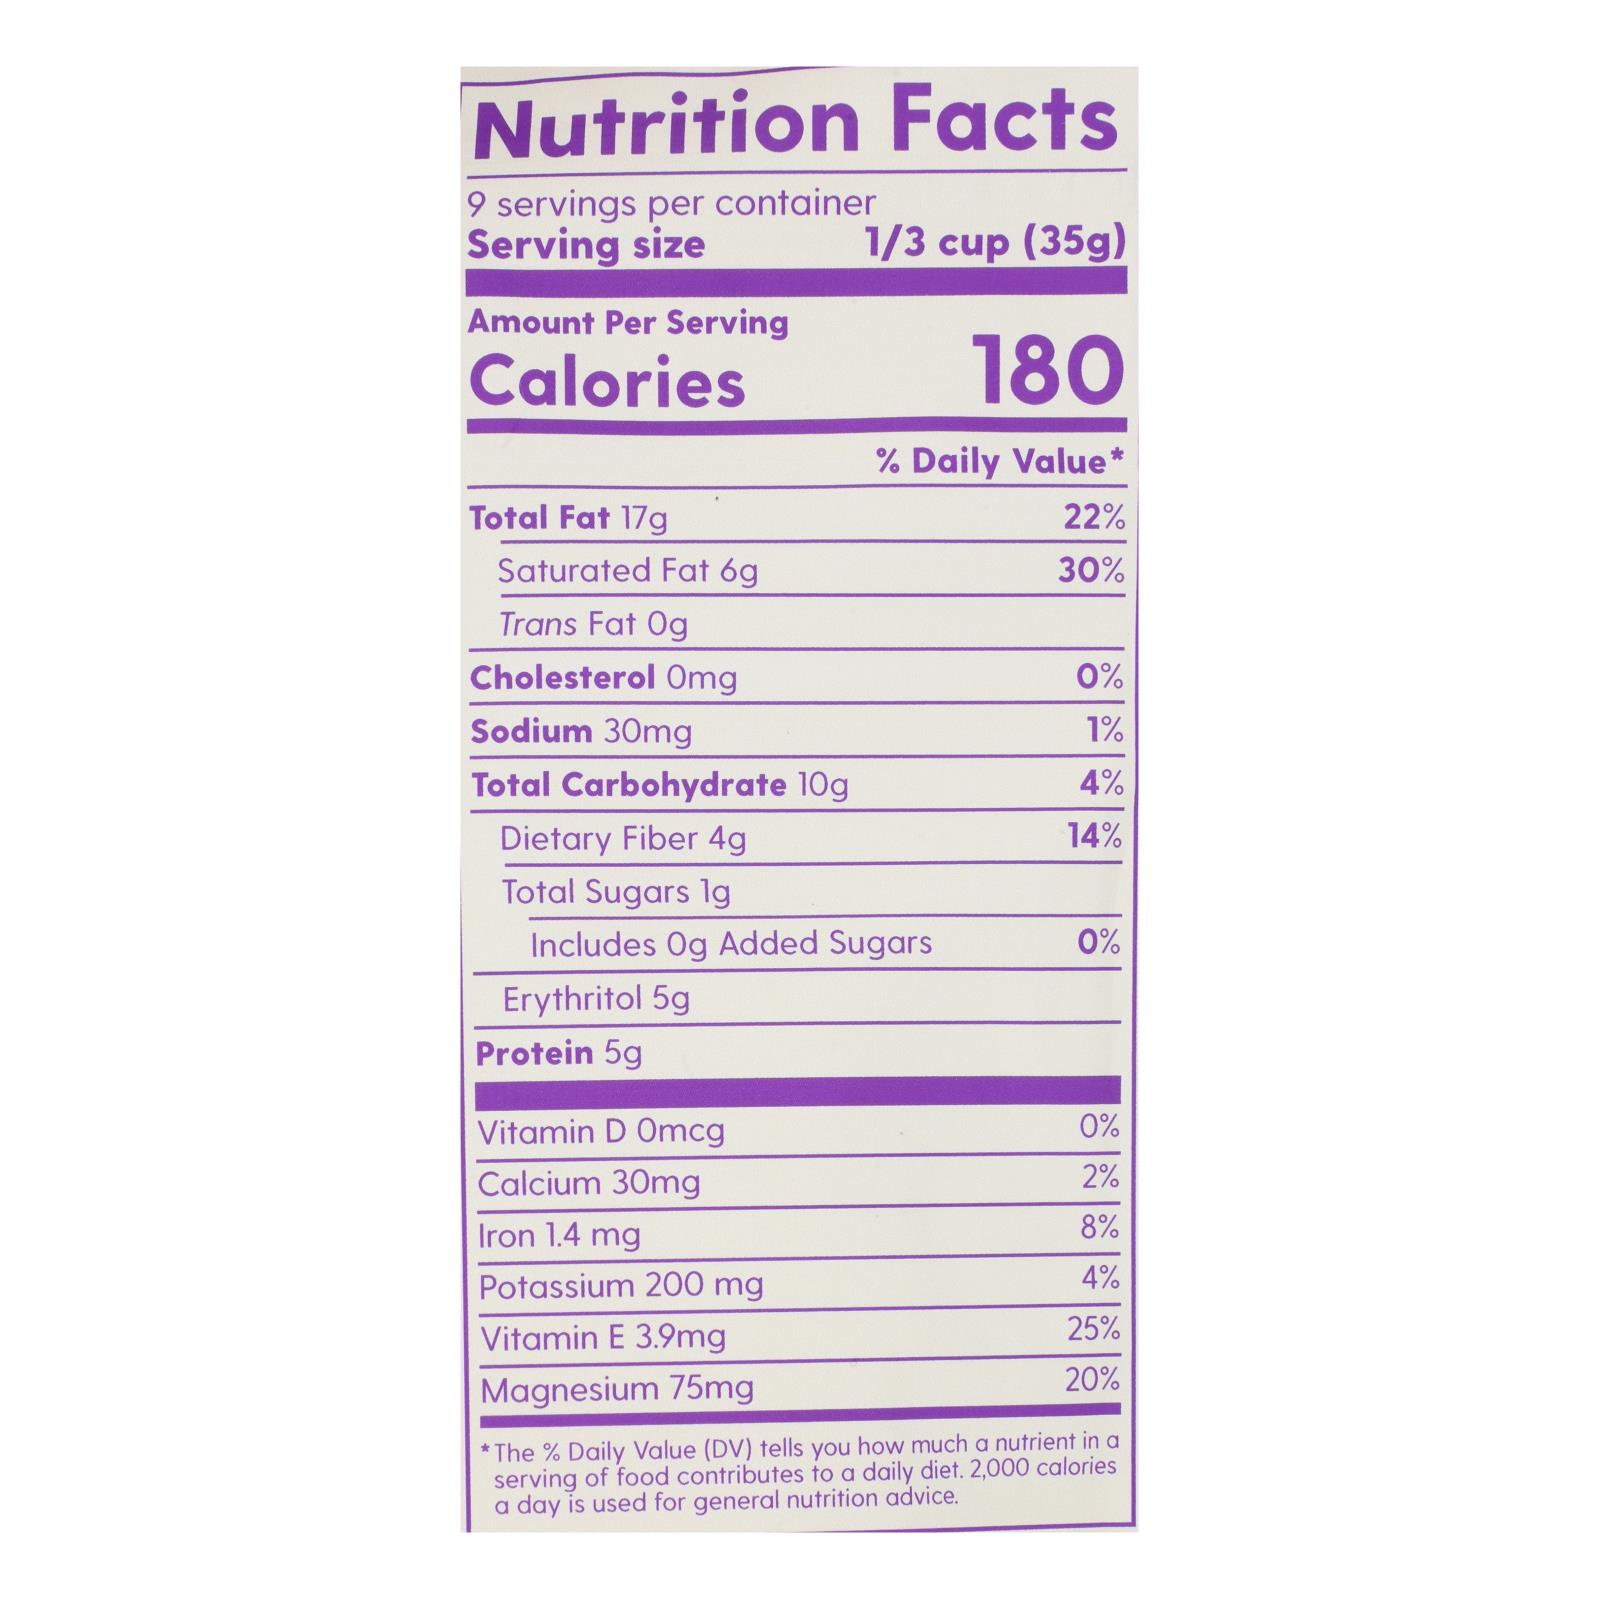 Nutrition Facts
9 servings per container
Serving size 1/3 cup (35g)
Amount Per Serving
Calories 180
% Daily Value*
Total Fat 17g 22%
Saturated Fat 6g 30%
Trans Fat 0g
Cholesterol 0mg 0%
Sodium 30mg 1%
Total Carbohydrate 10g 4%
Dietary Fiber 4g 14%
Total Sugars 1g
Includes 0g Added Sugars 0%
Erythritol 5g
Protein 5g
Vitamin D 0mcg 0%
Calcium 30mg 2%
Iron 1.4 mg 8%
Potassium 200 mg 4%
Vitamin E 3.9mg 25%
Magnesium 75mg 20%
*The % Daily Value (DV) tells you how much a nutrient in a
serving of food contributes to a daily diet. 2,000 calories
a day is used for general nutrition advice.